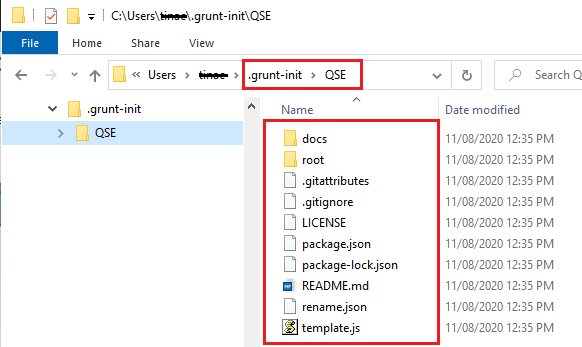 C:\Users\tinac\.grunt-init\QSE
File Home Share View
« Users > tinac > .grunt-init > QSE
Search Q
.grunt-init
QSE
Name Date modified
docs 11/08/2020 12:35 PM
root 11/08/2020 12:35 PM
.gitattributes 11/08/2020 12:35 PM
.gitignore 11/08/2020 12:35 PM
LICENSE 11/08/2020 12:35 PM
package.json 11/08/2020 12:35 PM
package-lock.json 11/08/2020 12:35 PM
README.md 11/08/2020 12:35 PM
rename.json 11/08/2020 12:35 PM
template.js 11/08/2020 12:35 PM